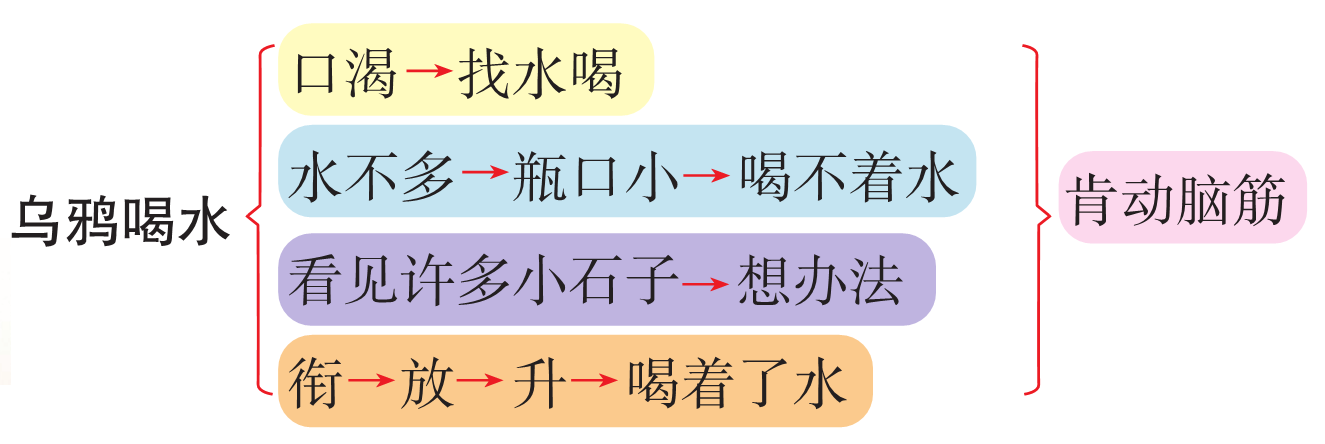 乌鸦喝水
口渴→找水喝
水不多→瓶口小→喝不着水
看见许多小石子→想办法
衔→放→升→喝着了水
肯动脑筋